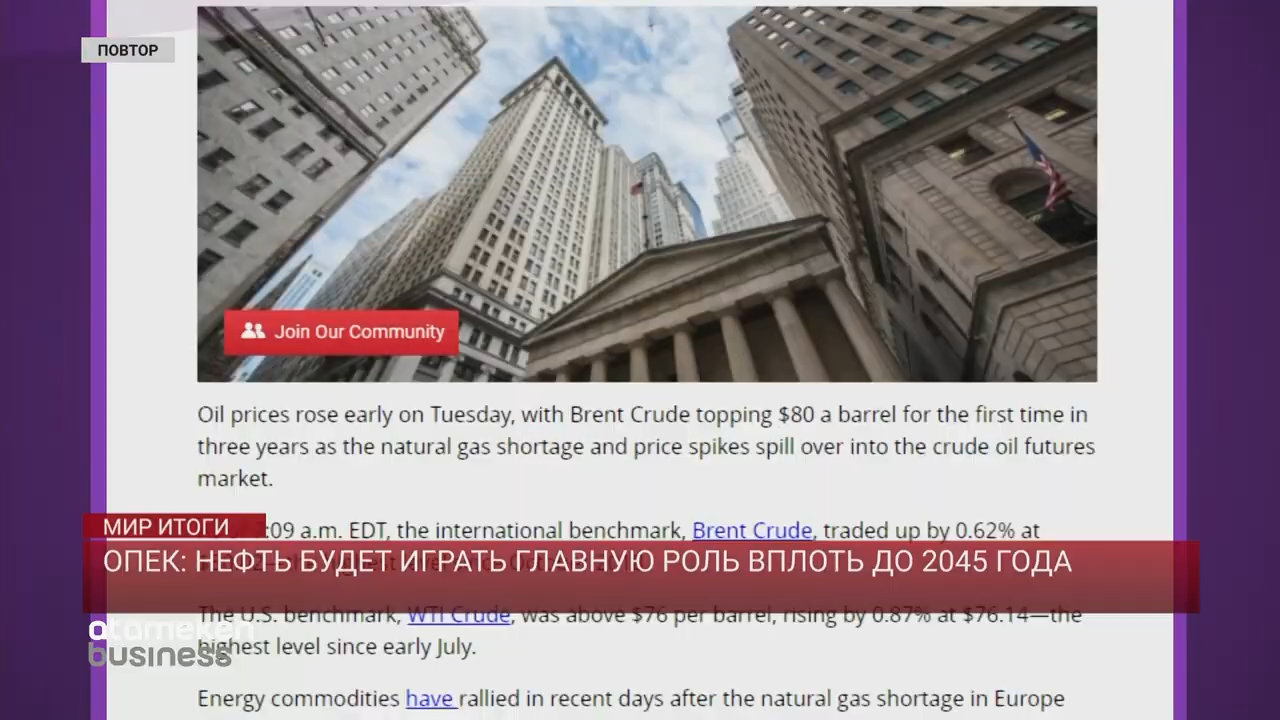 ПОВТОР
Join Our Community
Oil prices rose early on Tuesday, with Brent Crude topping $80 a barrel for the first time in
three years as the natural gas shortage and price spikes spill over into the crude oil futures
market.
МИР ИТОГИ
:09 a.m. EDT, the international benchmark, Brent Crude, traded up by 0.62% at
ОПЕК: НЕФТЬ БУДЕТ ИГРАТЬ ГЛАВНУЮ РОЛЬ ВПЛОТЬ ДО 2045 ГОДА
The U.S. benchmark, WTI Crude, was above $76 per barrel, rising by 0.87% at $76.14—the
atameken
business
highest level since early July.
Energy commodities have rallied in recent days after the natural gas shortage in Europe